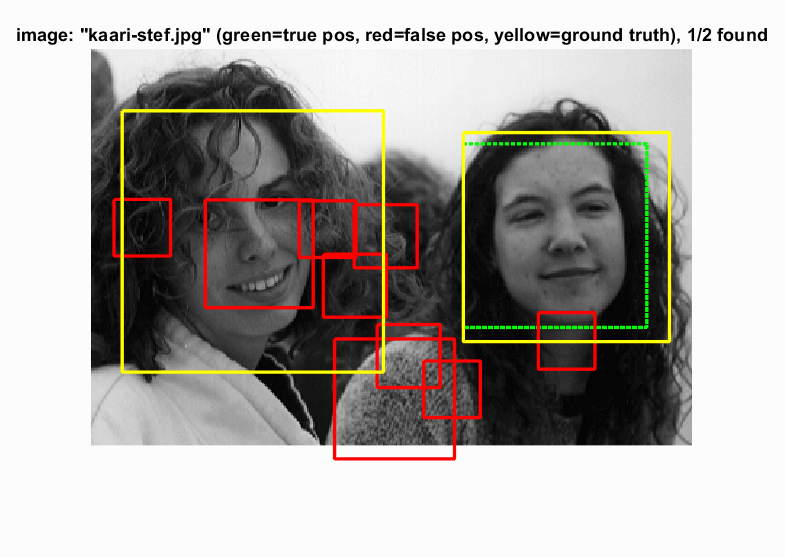 image: "kaari-stef.jpg" (green=true pos, red=false pos, yellow=ground truth), 1/2 found